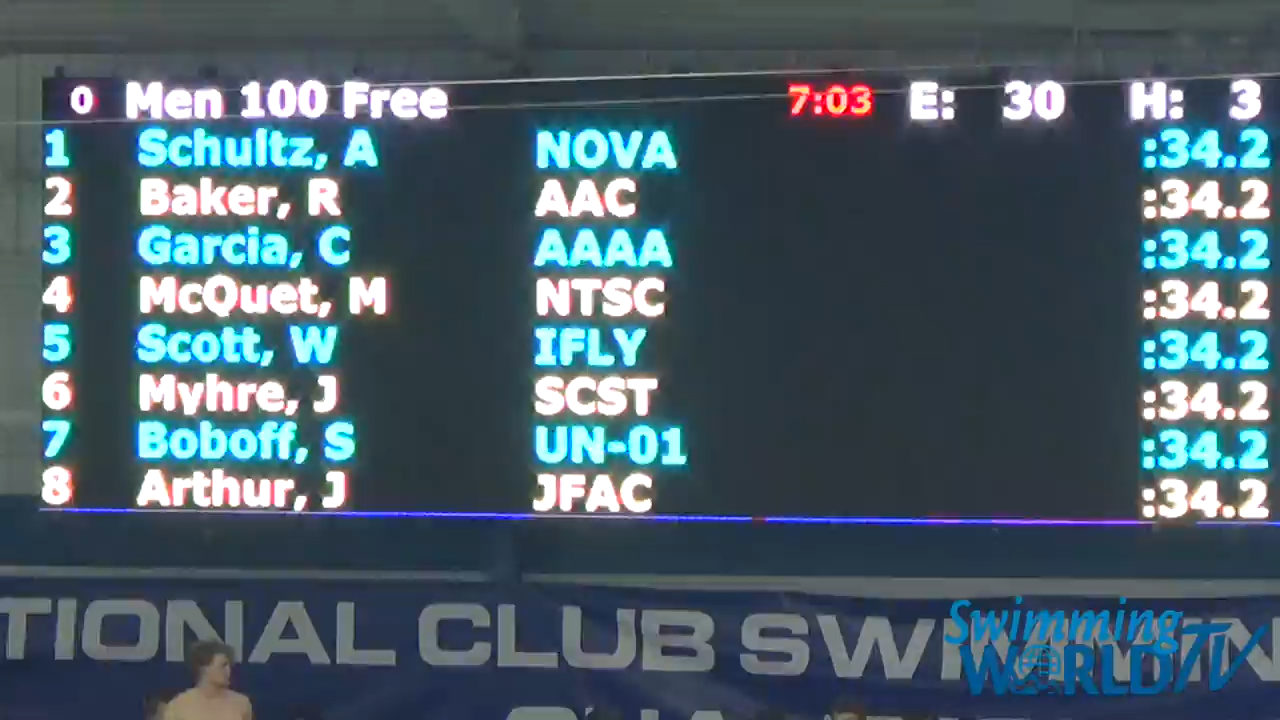 0 Men 100 Free 7:03 E: 30 H: 3
1 Schultz, A NOVA :34.2
2 Baker, R AAC :34.2
3 Garcia, C AAAA :34.2
4 McQuet, M NTSC :34.2
5 Scott, W IFLY :34.2
6 Myhre, J SCST :34.2
7 Boboff, S UN-01 :34.2
8 Arthur, J JFAC :34.2
TIONAL CLUB SWIMMIN
Swimming
WORLD TV